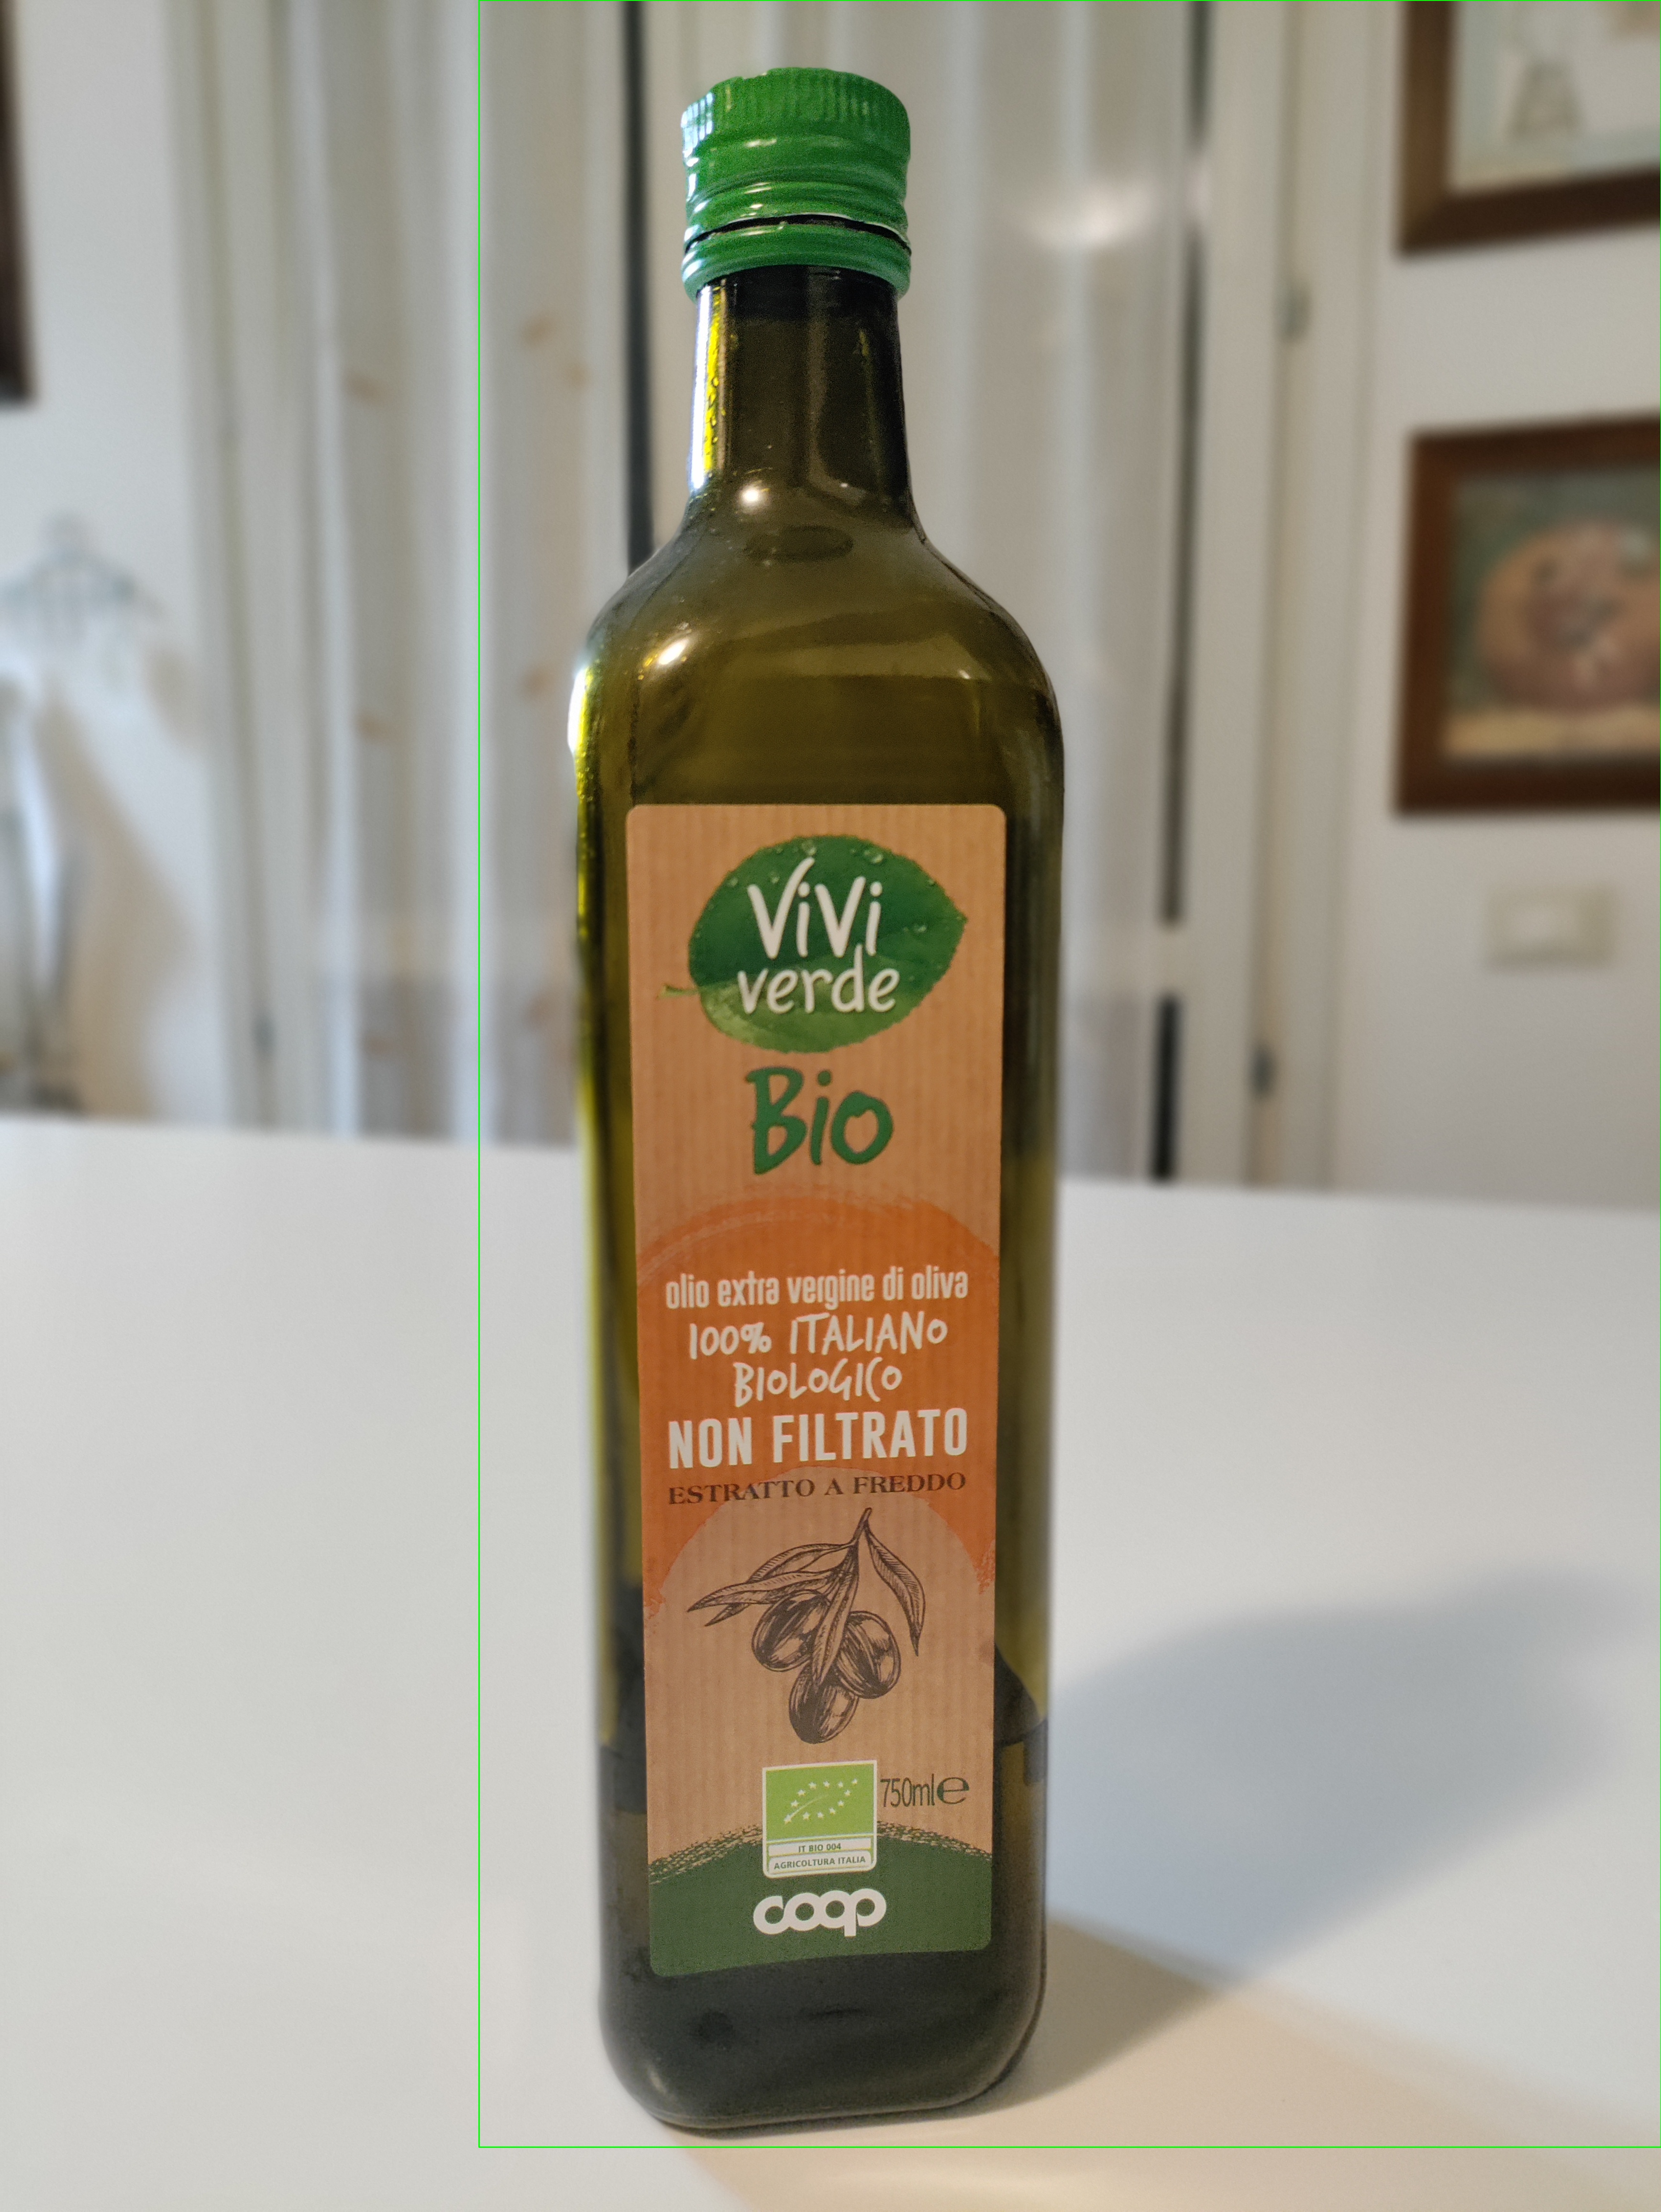 ViVi
verde
Bio
olio extra vergine di oliva
100% ITALIANO
BIOLOGICO
NON FILTRATO
ESTRATTO A FREDDO
750ml e
IT BIO 004
AGRICOLTURA ITALIA
coop